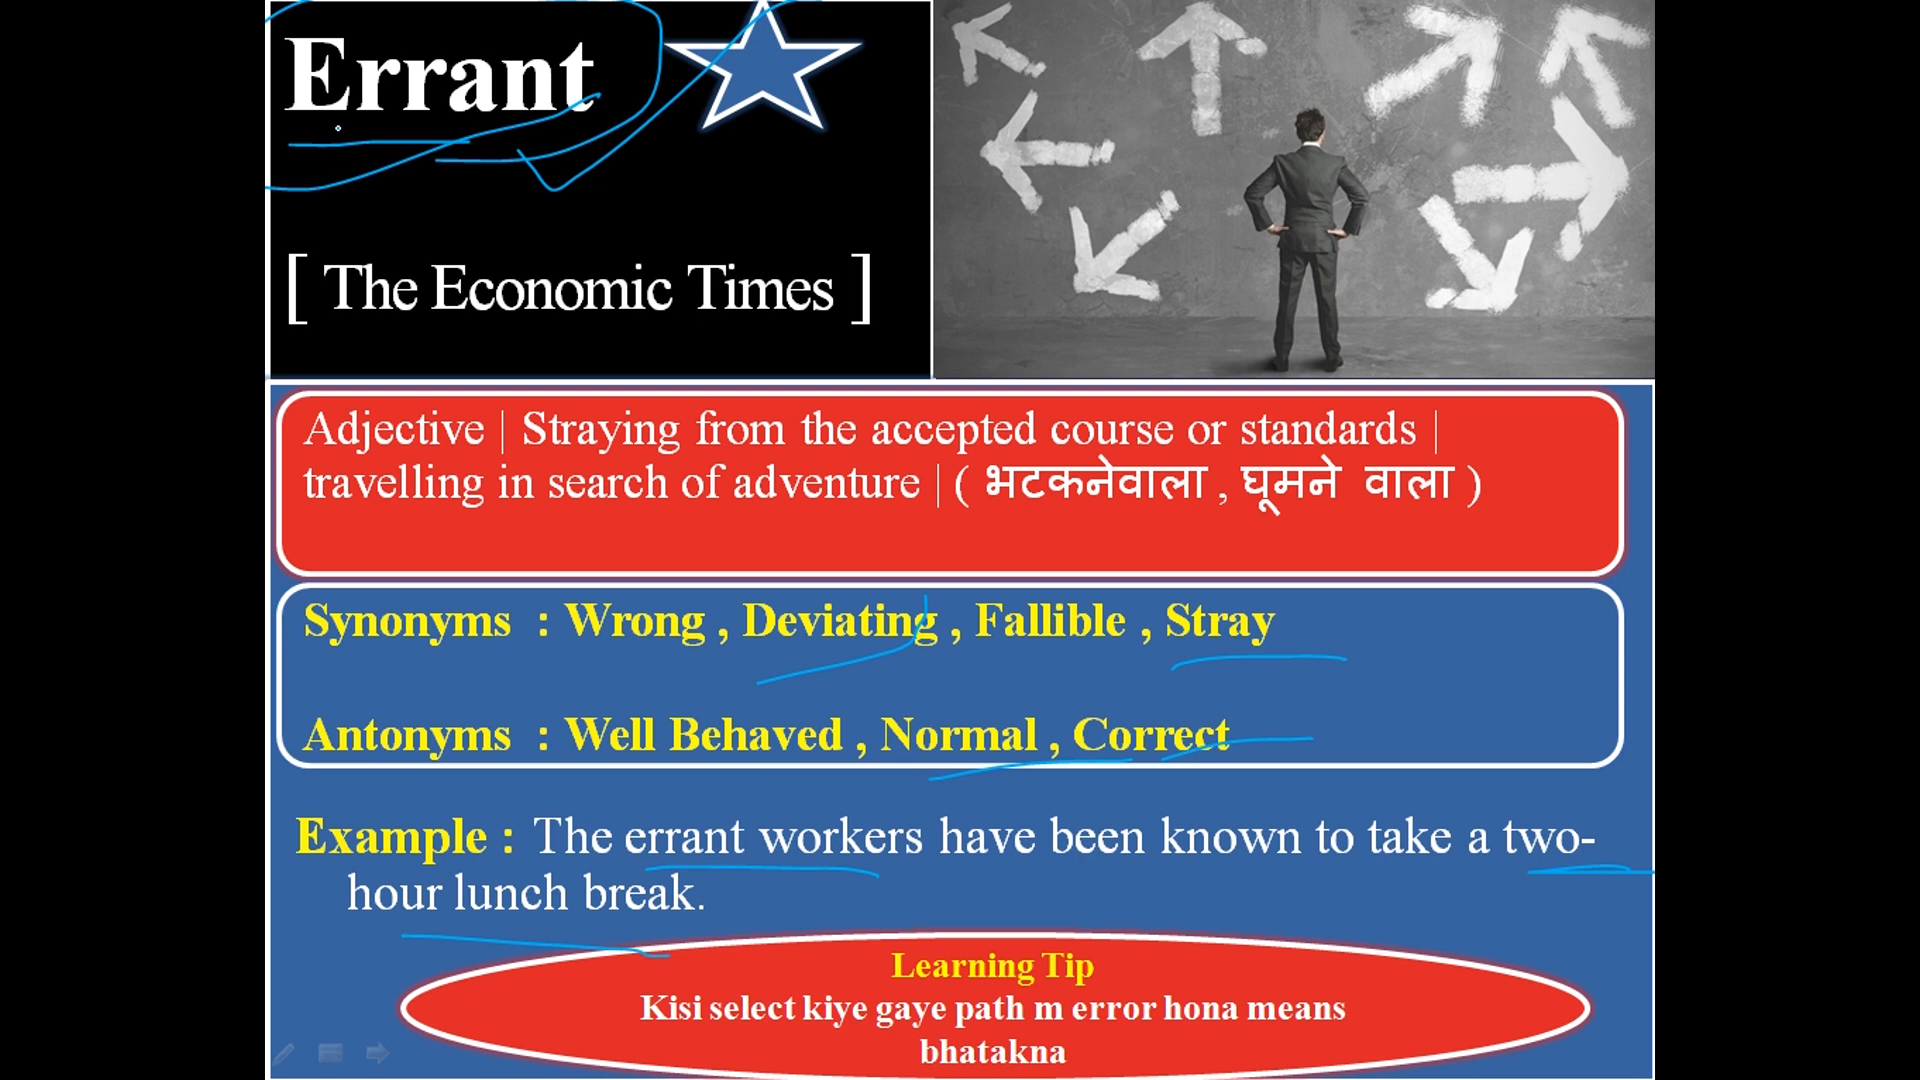 Errant
[ The Economic Times ]
Adjective | Straying from the accepted course or standards |
travelling in search of adventure | ( भटकनेवाला , घूमने वाला )
Synonyms : Wrong , Deviating , Fallible , Stray
Antonyms : Well Behaved , Normal , Correct
Example : The errant workers have been known to take a two-
hour lunch break.
Learning Tip
Kisi select kiye gaye path m error hona means
bhatakna